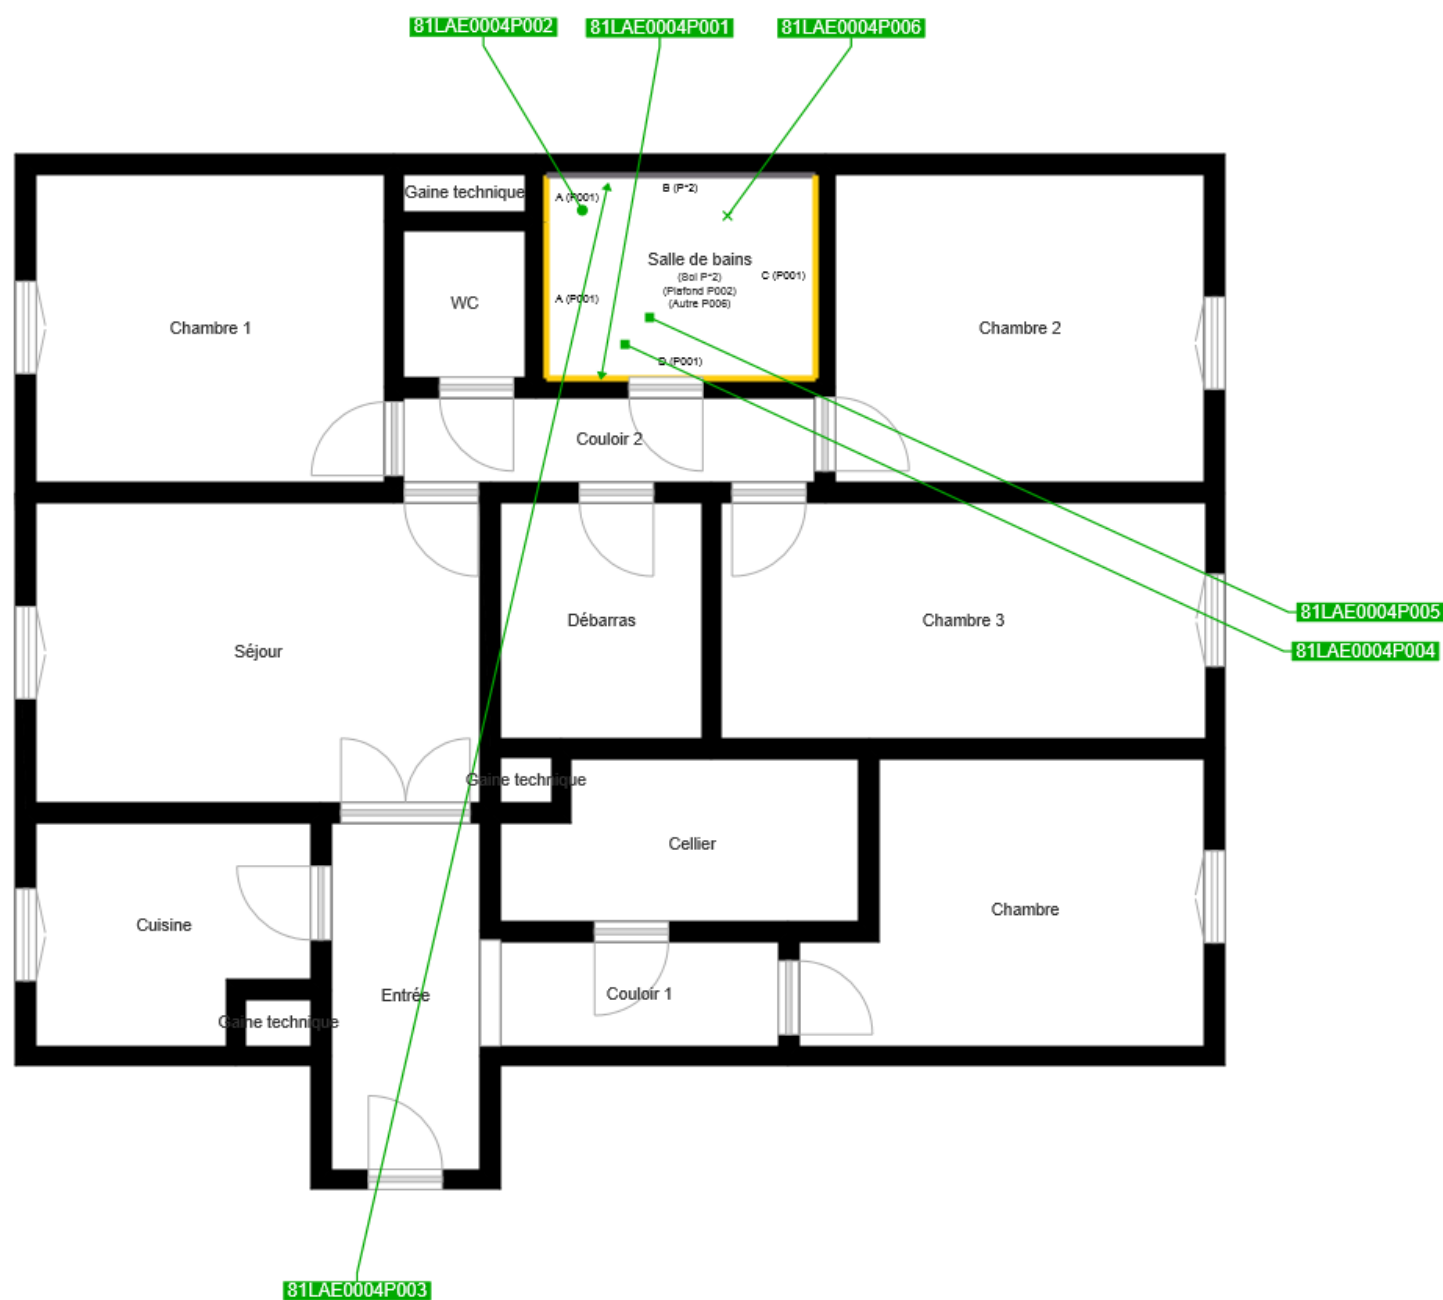 81LAE0004P002
81LAE0004P001
81LAE0004P006
Gaine technique
A (P001)
B (P*2)
Salle de bains
(Sol P*2)
(Plafond P002)
(Autre P006)
C (P001)
A (P001)
WC
Chambre 1
Chambre 2
D (P001)
Couloir 2
81LAE0004P005
Débarras
Chambre 3
81LAE0004P004
Séjour
Gaine technique
Cellier
Chambre
Cuisine
Entrée
Couloir 1
Gaine technique
81LAE0004P003